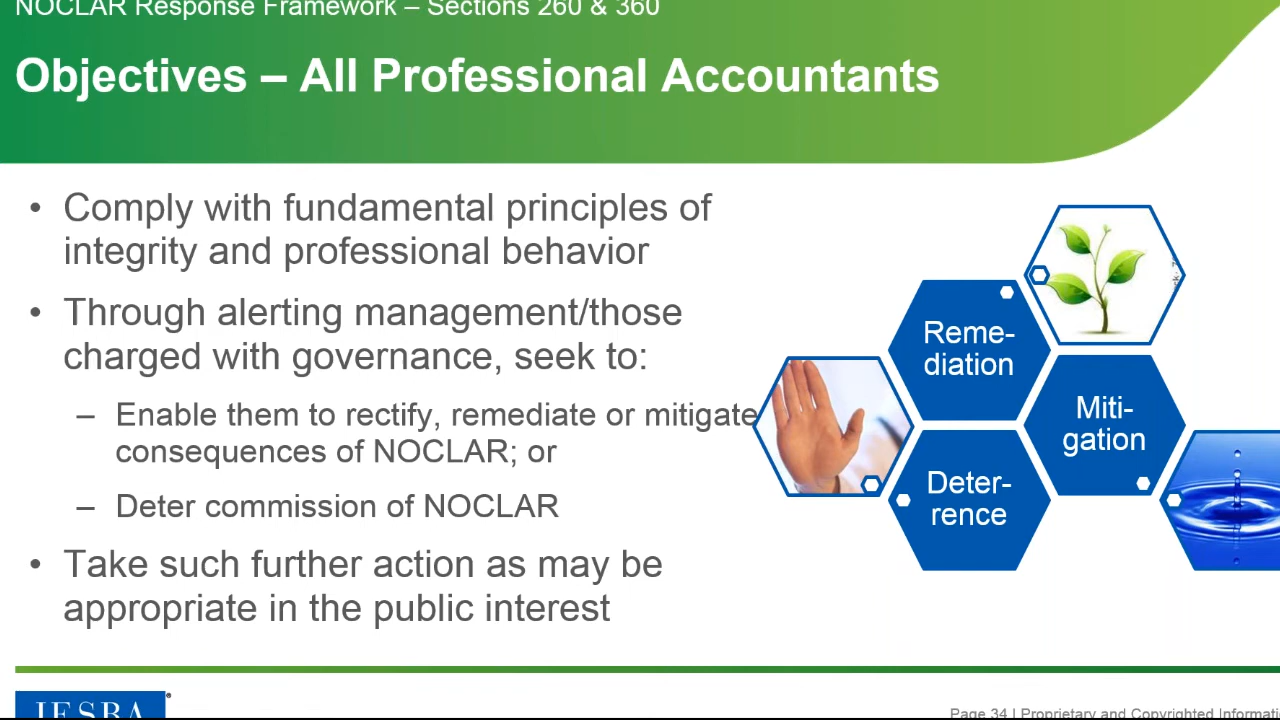 NOCLAR Response Framework – Sections 260 & 360
Objectives – All Professional Accountants
• Comply with fundamental principles of
integrity and professional behavior
• Through alerting management/those
charged with governance, seek to:
– Enable them to rectify, remediate or mitigate
consequences of NOCLAR; or
– Deter commission of NOCLAR
• Take such further action as may be
appropriate in the public interest
Reme-
diation
Miti-
gation
Deter-
rence
IESBA
®
Page 34 | Proprietary and Copyrighted